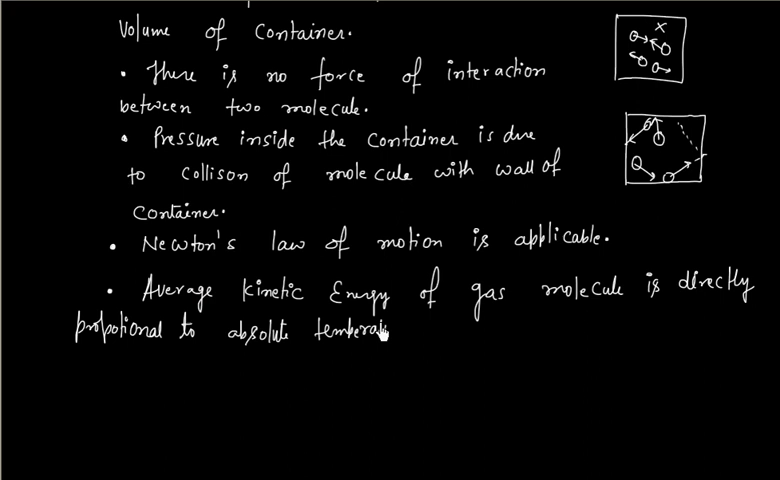 Volume of Container.
• There is no force of interaction
between two molecule.
• Pressure inside the container is due
to collison of molecule with wall of
Container.
• Newton's law of motion is applicable.
• Average kinetic Energy of gas molecule is directly
propotional to absolute temberai